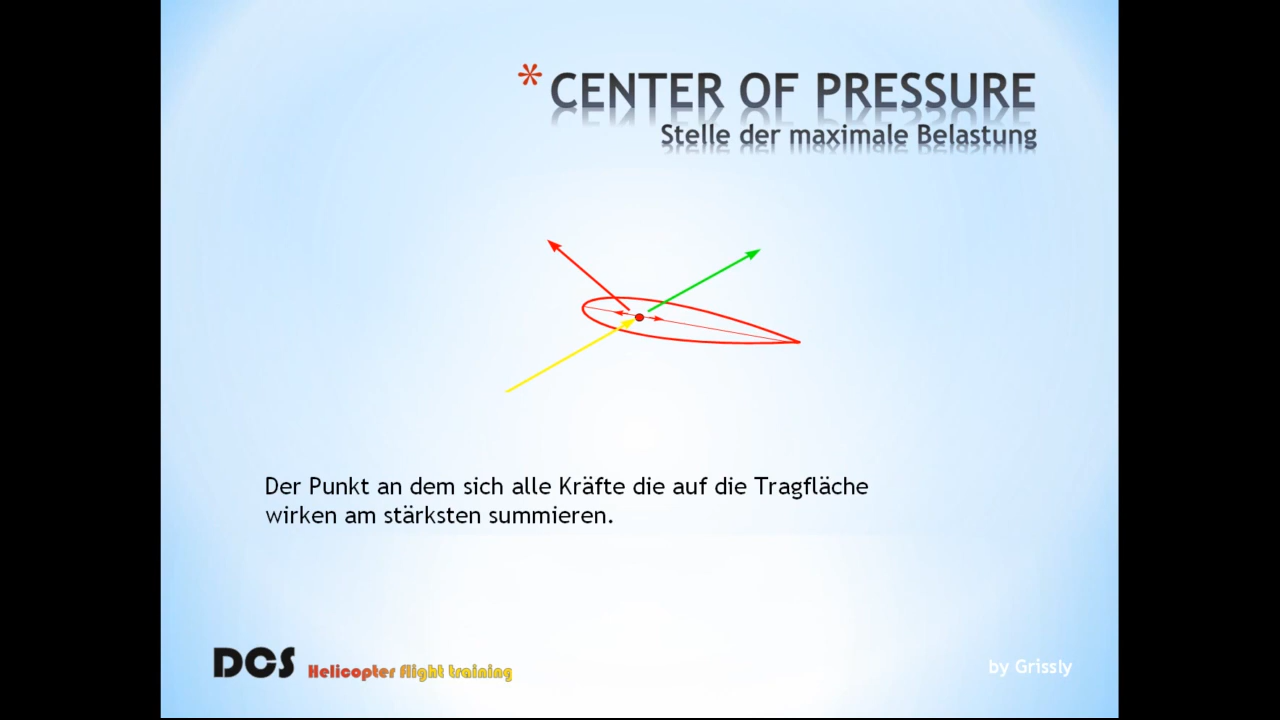 * CENTER OF PRESSURE
Stelle der maximale Belastung
Der Punkt an dem sich alle Kräfte die auf die Tragfläche
wirken am stärksten summieren.
DCS Helicopter flight training
by Grissly